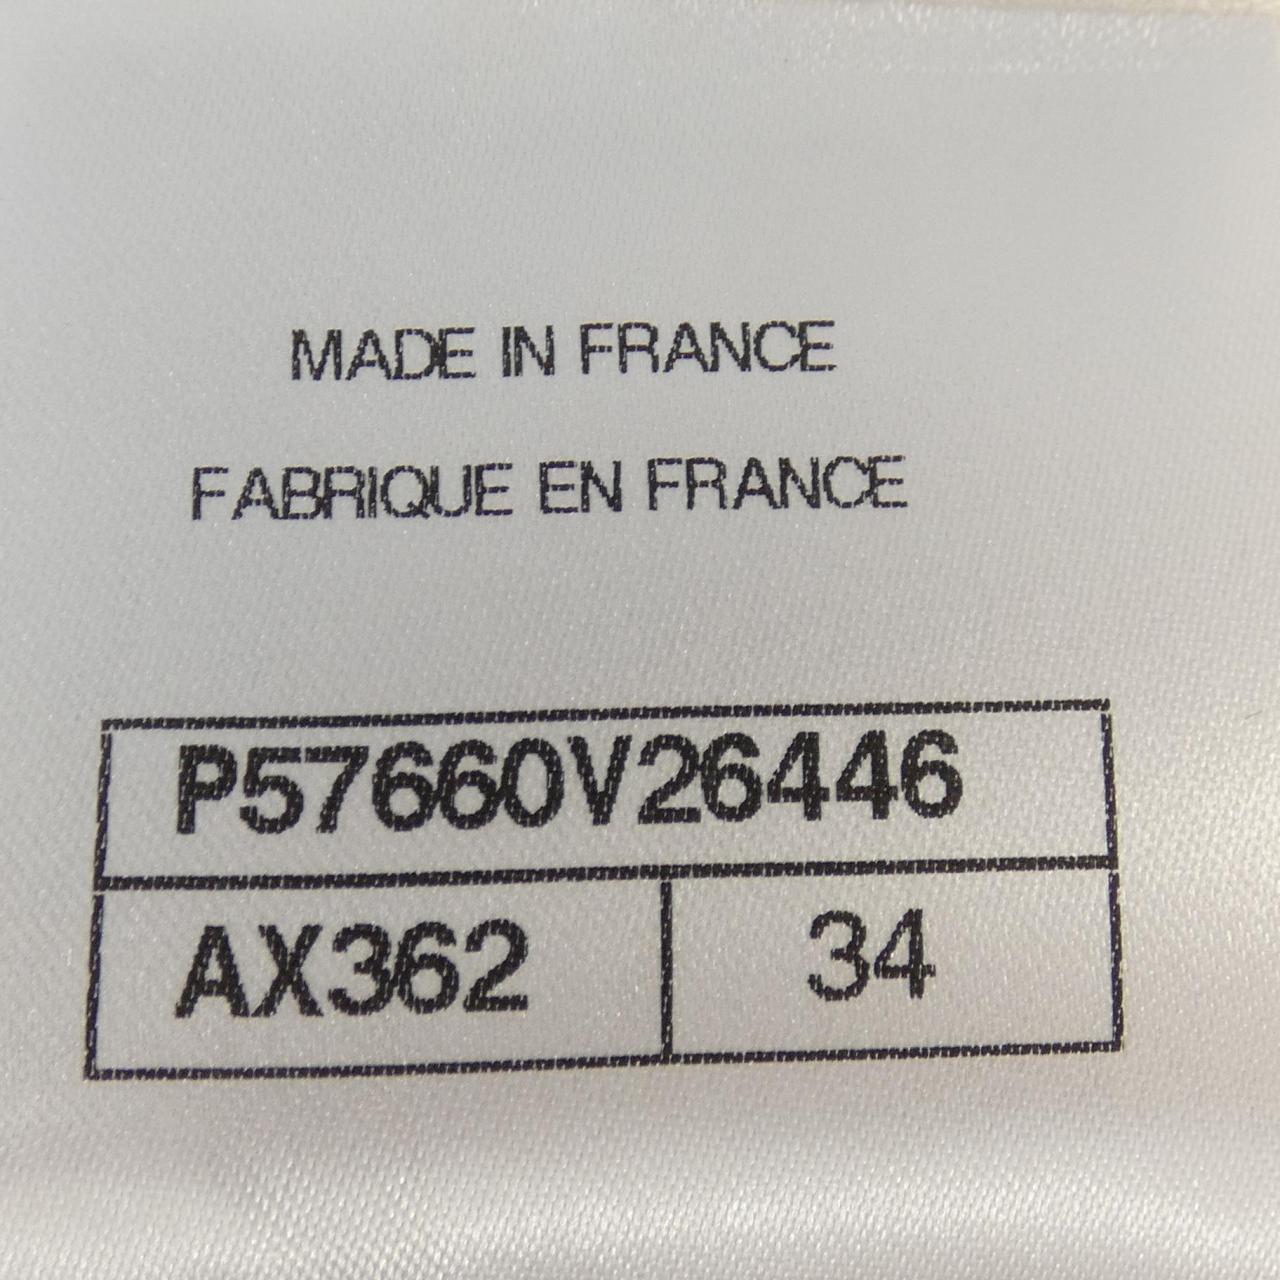 MADE IN FRANCE
FABRIQUE EN FRANCE
P57660V26446
AX362 34